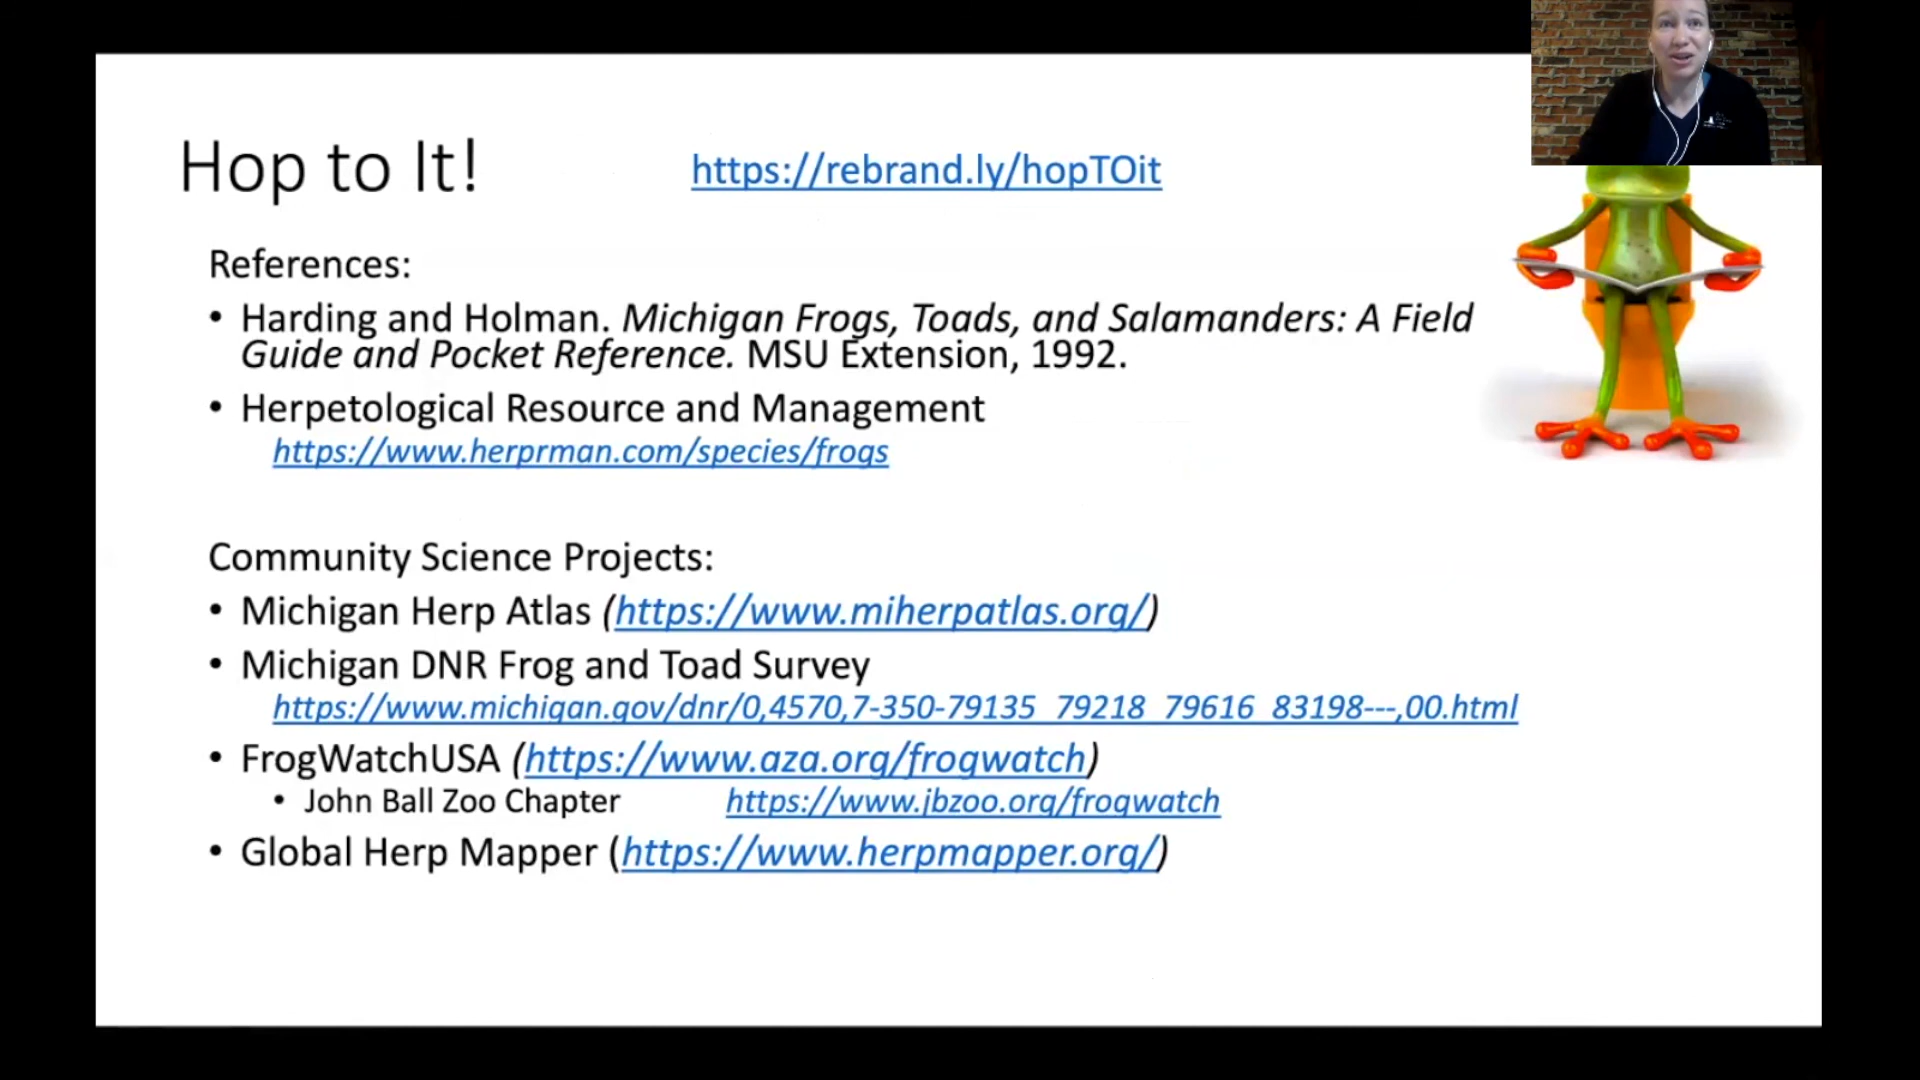 Hop to It!
https://rebrand.ly/hopTOit
References:
• Harding and Holman. Michigan Frogs, Toads, and Salamanders: A Field
Guide and Pocket Reference. MSU Extension, 1992.
• Herpetological Resource and Management
https://www.herprman.com/species/frogs
Community Science Projects:
• Michigan Herp Atlas (https://www.miherpatlas.org/)
• Michigan DNR Frog and Toad Survey
https://www.michigan.gov/dnr/0,4570,7-350-79135_79218_79616_83198---,00.html
• FrogWatchUSA (https://www.aza.org/frogwatch)
• John Ball Zoo Chapter https://www.jbzoo.org/frogwatch
• Global Herp Mapper (https://www.herpmapper.org/)